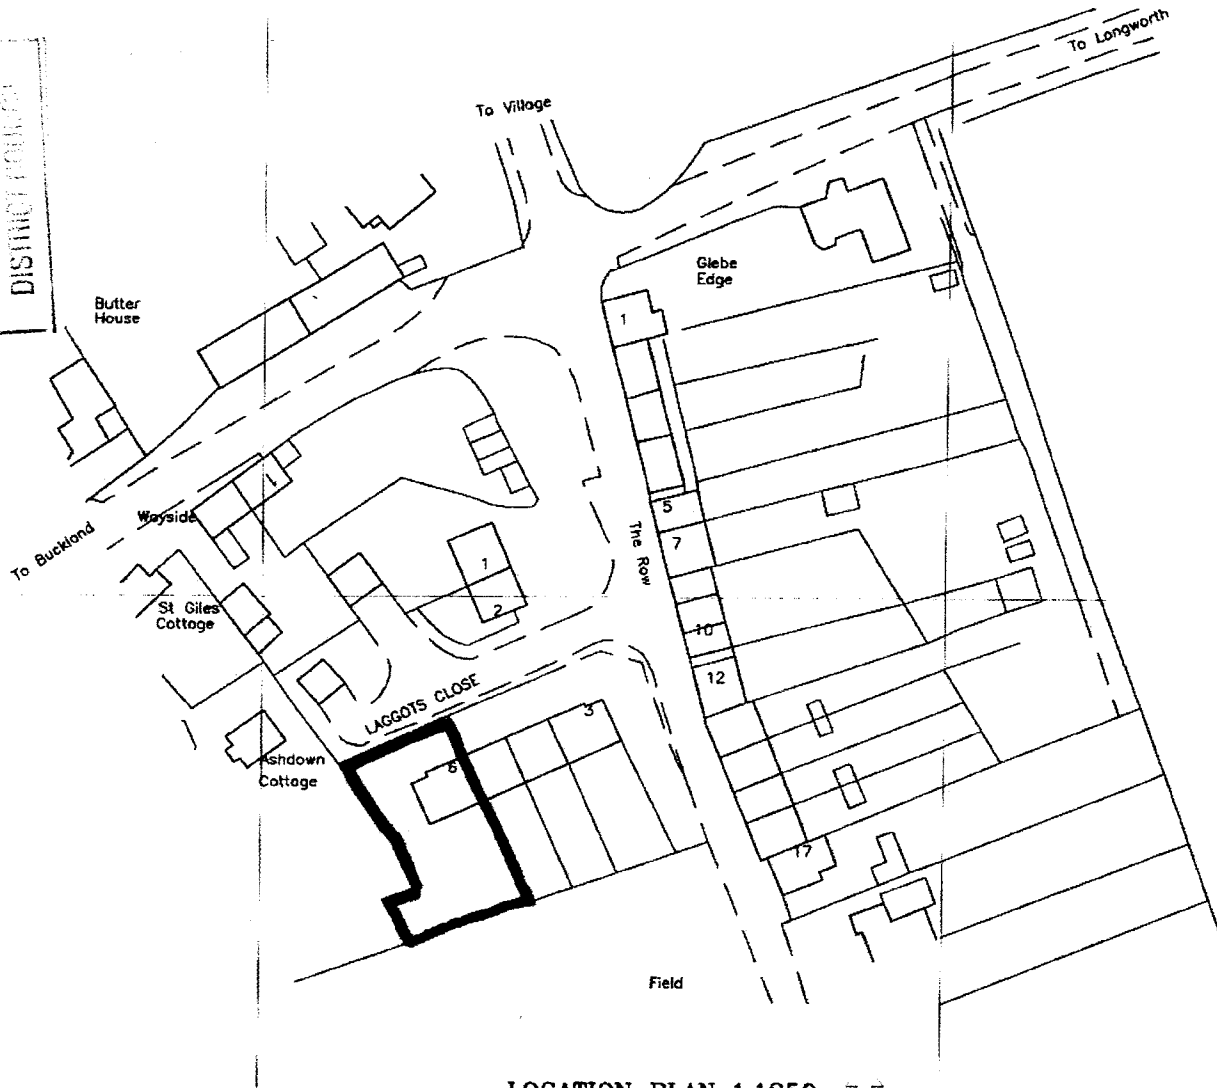 To Longworth
To Village
DISTRICT COUNCIL
Glebe
Edge
Butter
House
1
1
Wayside
5
To Buckland
The Row
7
1
St Giles
Cottage
2
10
12
LAGGOTS CLOSE
3
Ashdown
Cottage
6
17
Field
LOCATION PLAN 1:1250